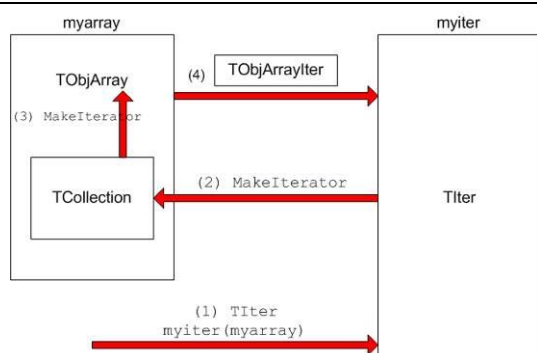 myarray
myiter
TObjArray
(4)
TObjArrayIter
(3) MakeIterator
(2) MakeIterator
TCollection
TIter
(1) TIter
myiter(myarray)